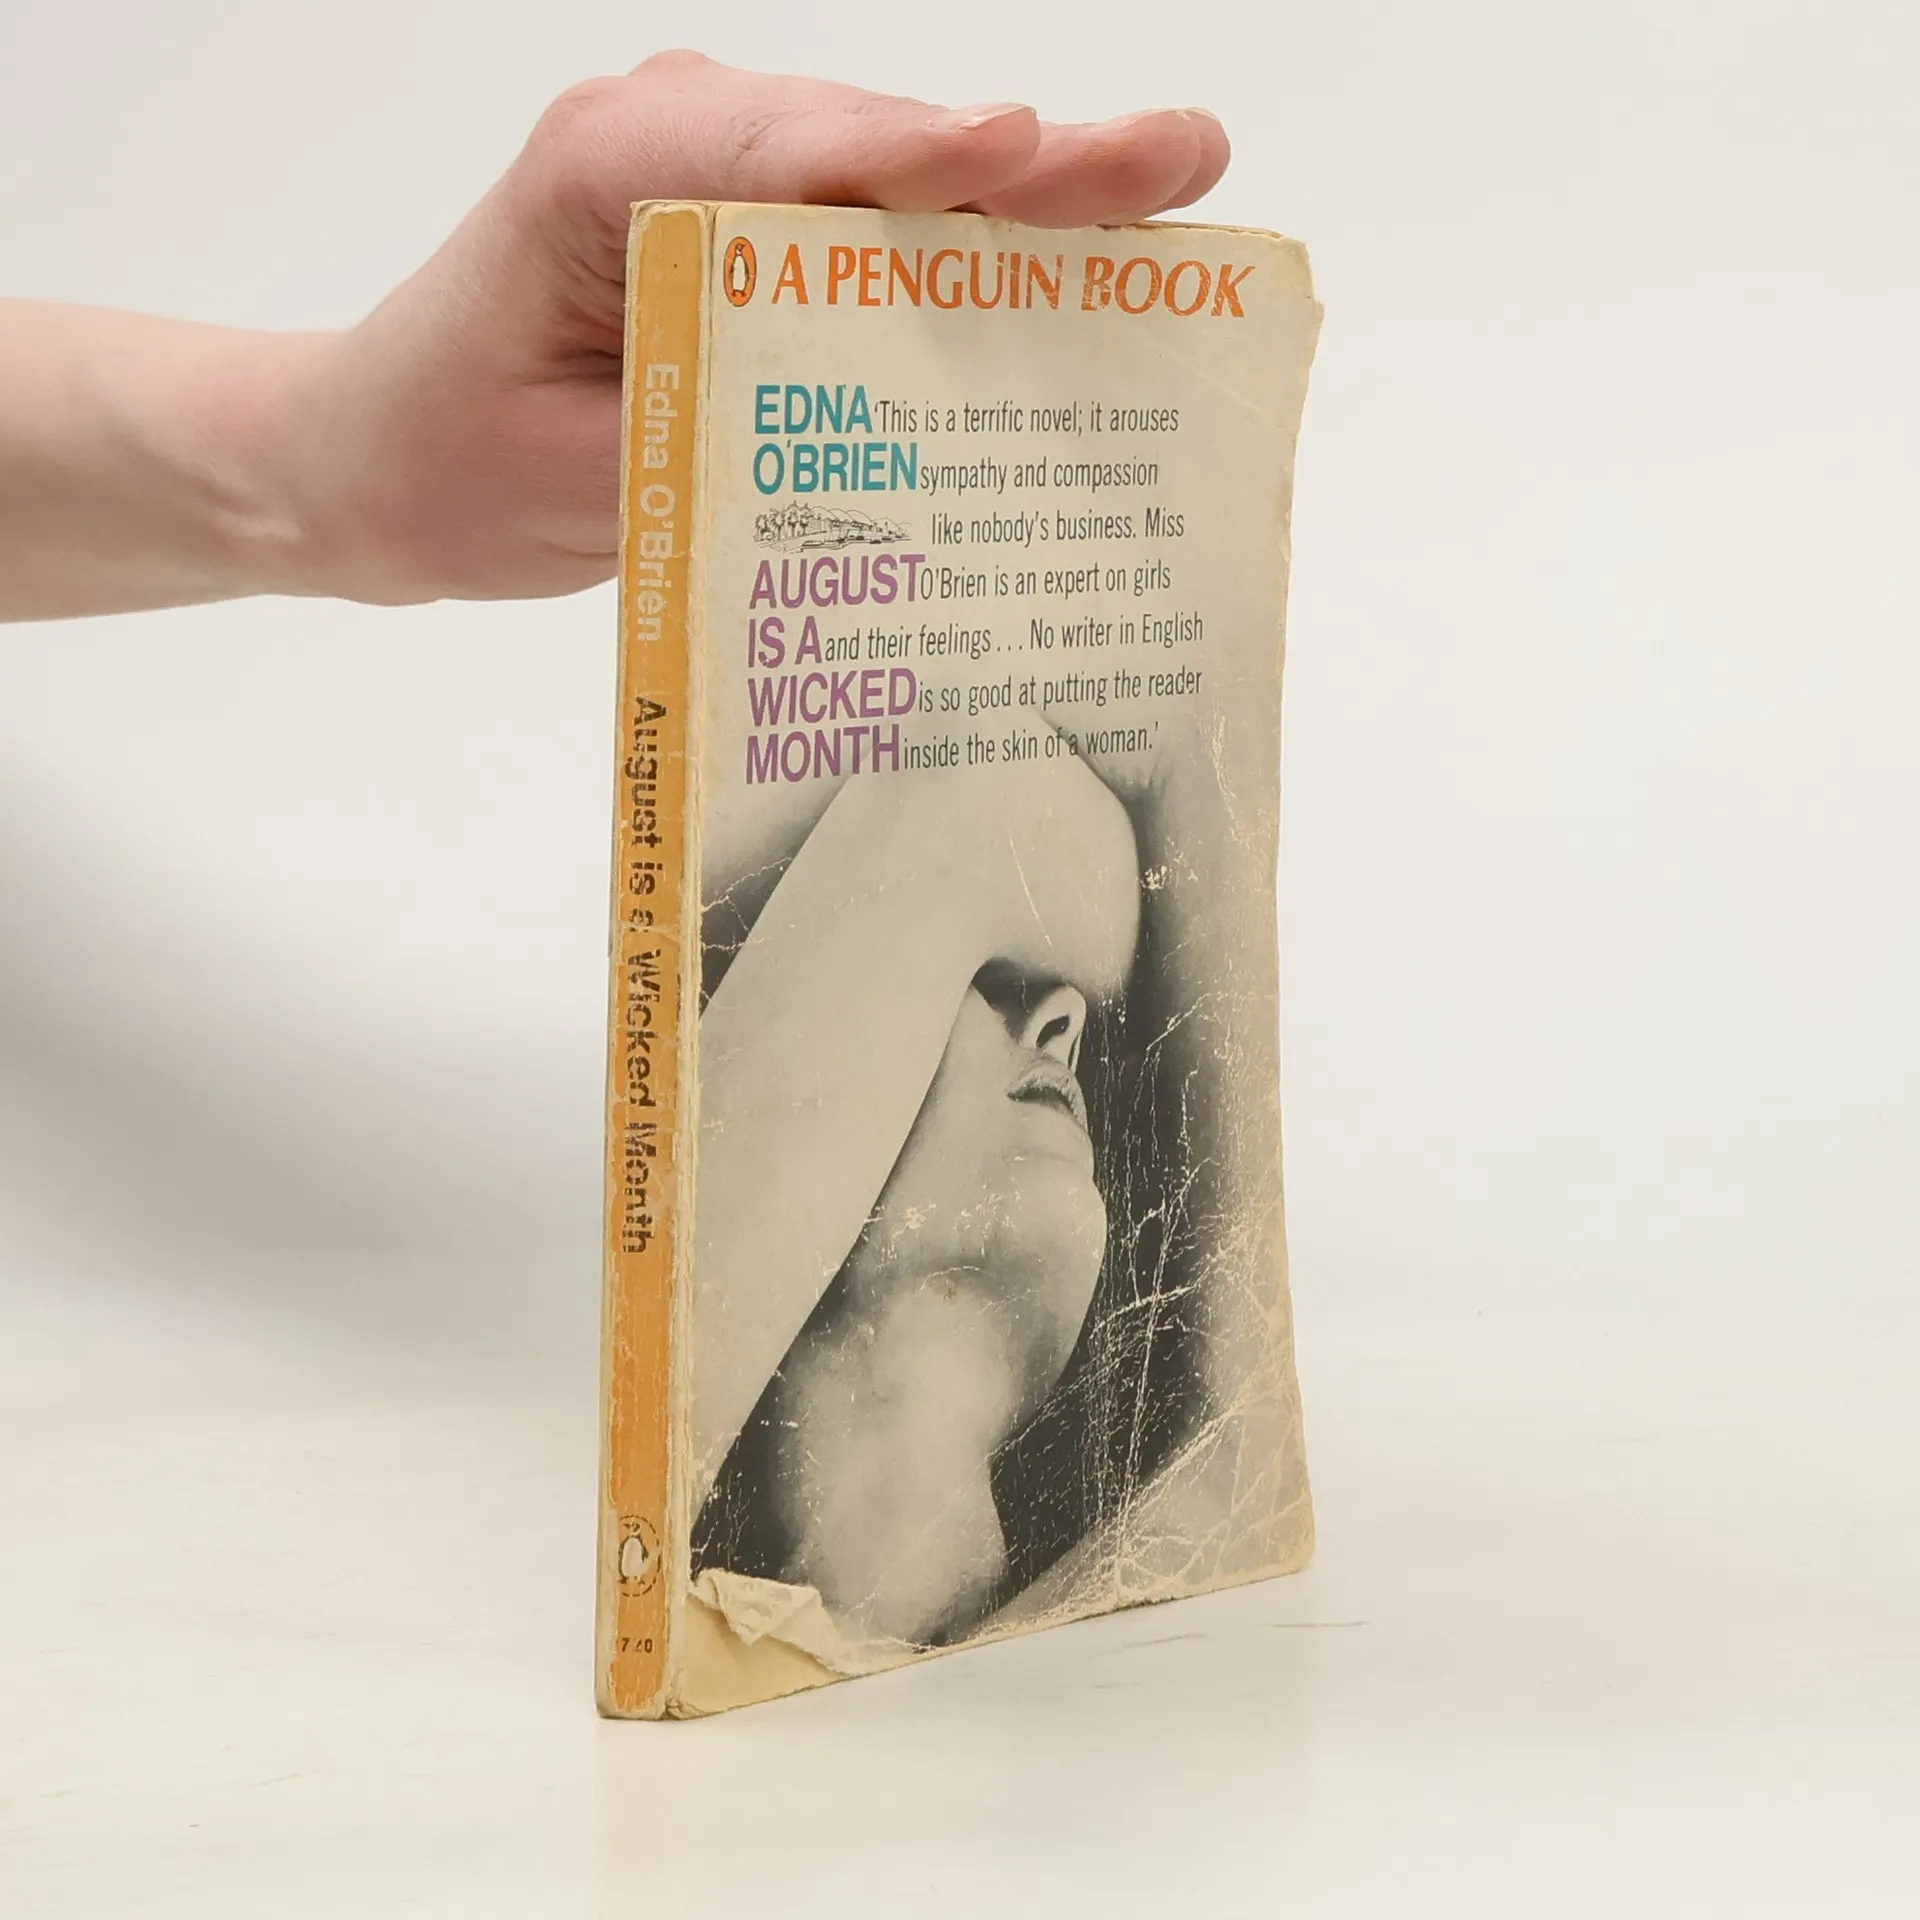 A PENGUIN BOOK
EDNA 'This is a terrific novel; it arouses
O'BRIEN sympathy and compassion
like nobody's business. Miss
AUGUST O'Brien is an expert on girls
IS A and their feelings . . . No writer in English
WICKED is so good at putting the reader
MONTH inside the skin of a woman.'
Edna O'Brien August is a Wicked Month